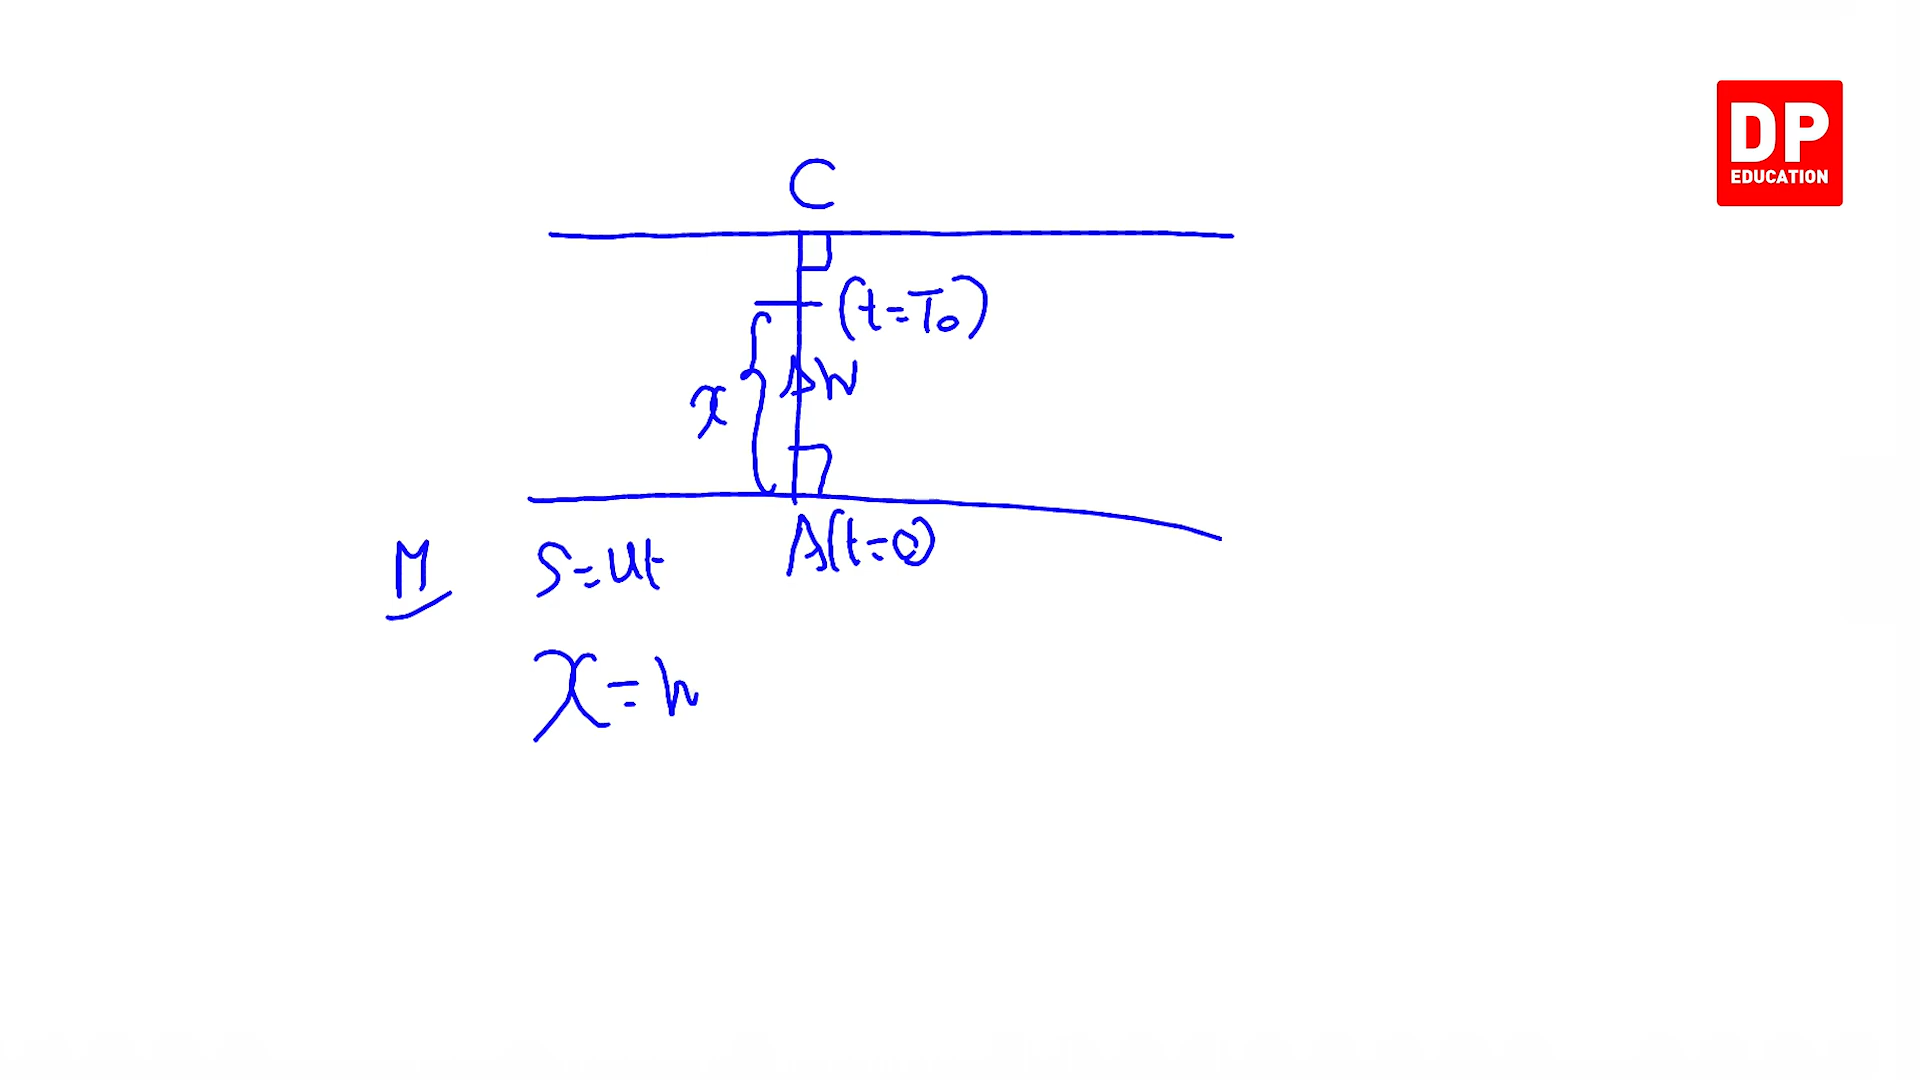 DP
EDUCATION
C
(t=T₀)
x
W
A(t=0)
M
S=ut
x=w